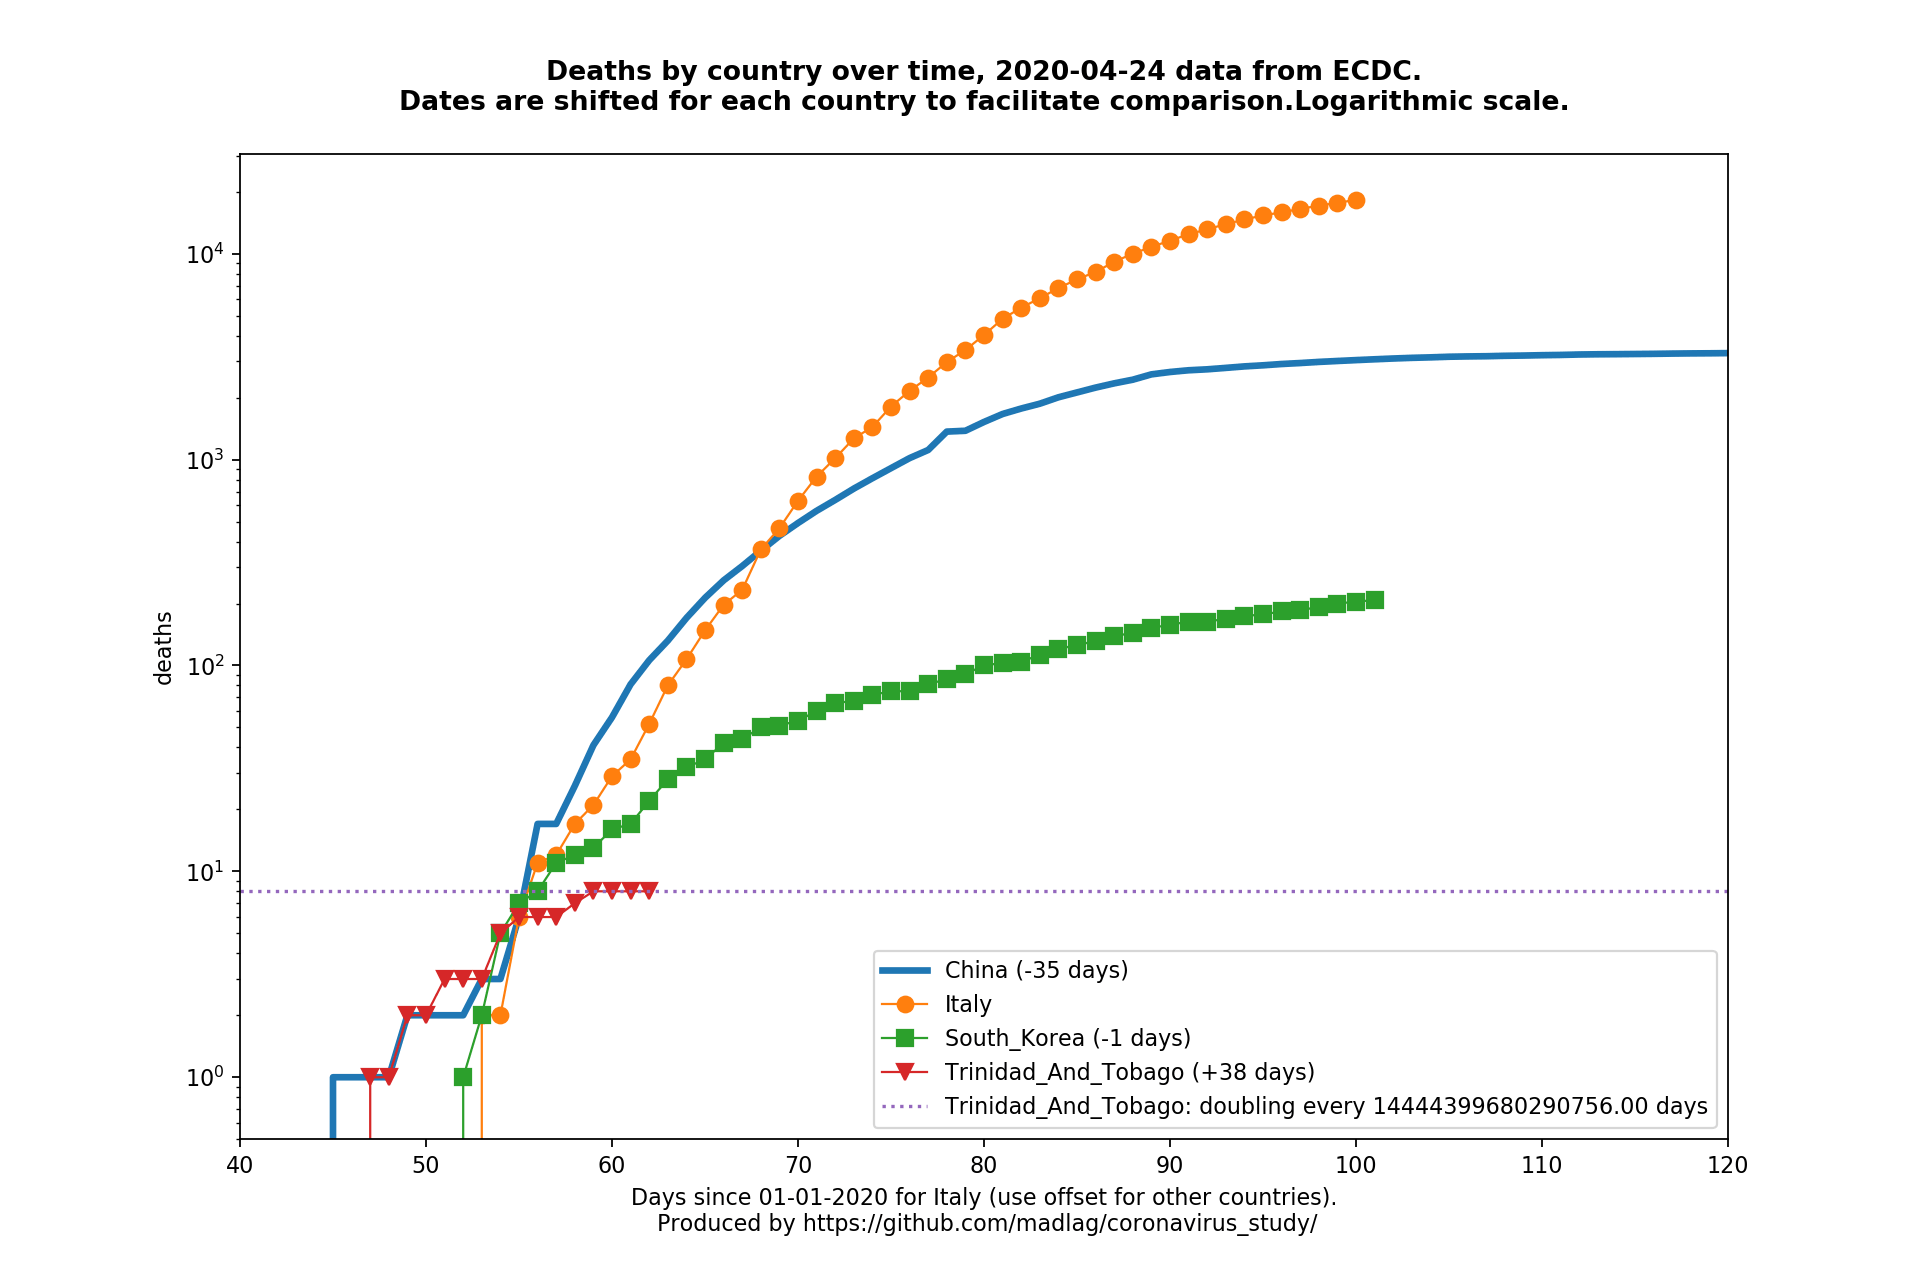 Deaths by country over time, 2020-04-24 data from ECDC.
Dates are shifted for each country to facilitate comparison.Logarithmic scale.
10^4
10^3
10^2
10^1
10^0
deaths
China (-35 days)
Italy
South_Korea (-1 days)
Trinidad_And_Tobago (+38 days)
Trinidad_And_Tobago: doubling every 14444399680290756.00 days
40 50 60 70 80 90 100 110 120
Days since 01-01-2020 for Italy (use offset for other countries).
Produced by https://github.com/madlag/coronavirus_study/